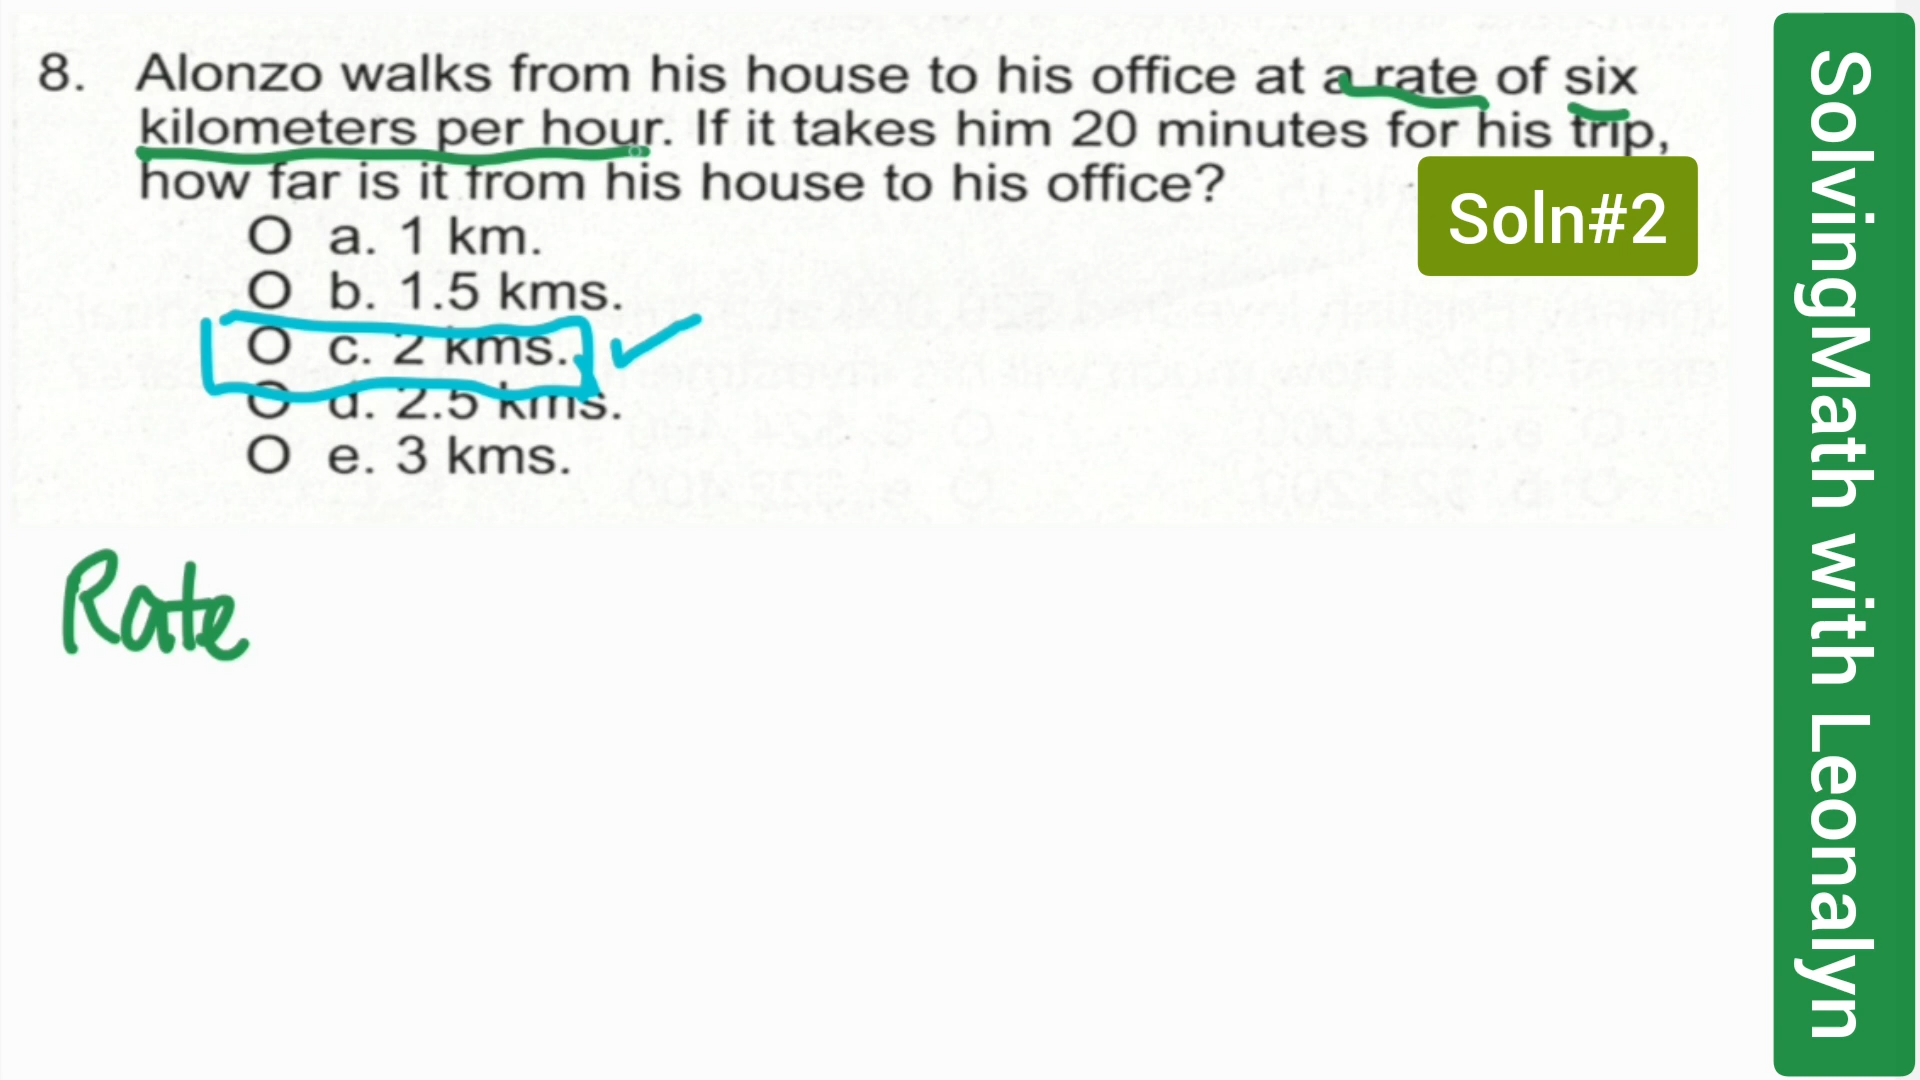 8. Alonzo walks from his house to his office at a rate of six
kilometers per hour. If it takes him 20 minutes for his trip,
how far is it from his house to his office?
O a. 1 km.
O b. 1.5 kms.
O c. 2 kms.
O d. 2.5 kms.
O e. 3 kms.
Soln#2
Rate
SolvingMath with Leonalyn